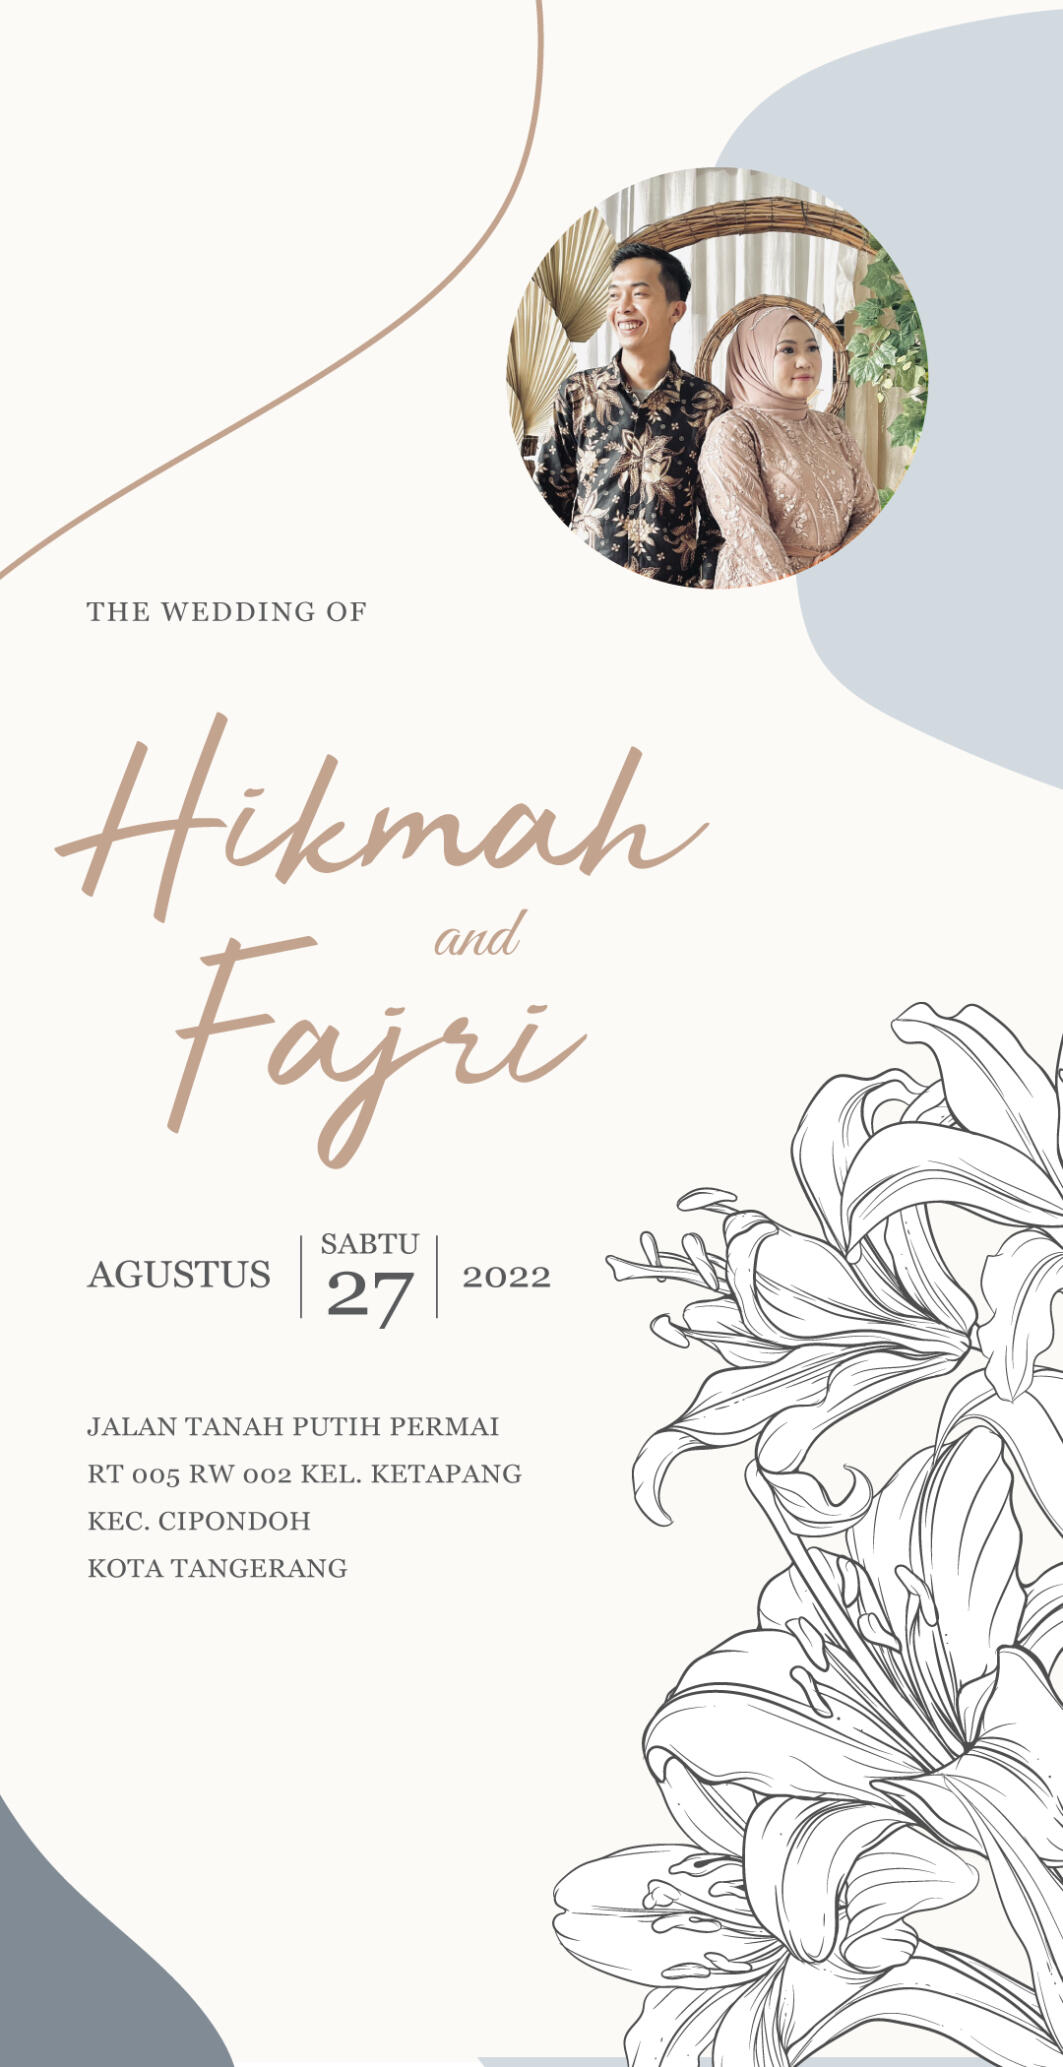 THE WEDDING OF
Hikmah
and
Fajri
AGUSTUS
SABTU
27
2022
JALAN TANAH PUTIH PERMAI
RT 005 RW 002 KEL. KETAPANG
KEC. CIPONDOH
KOTA TANGERANG